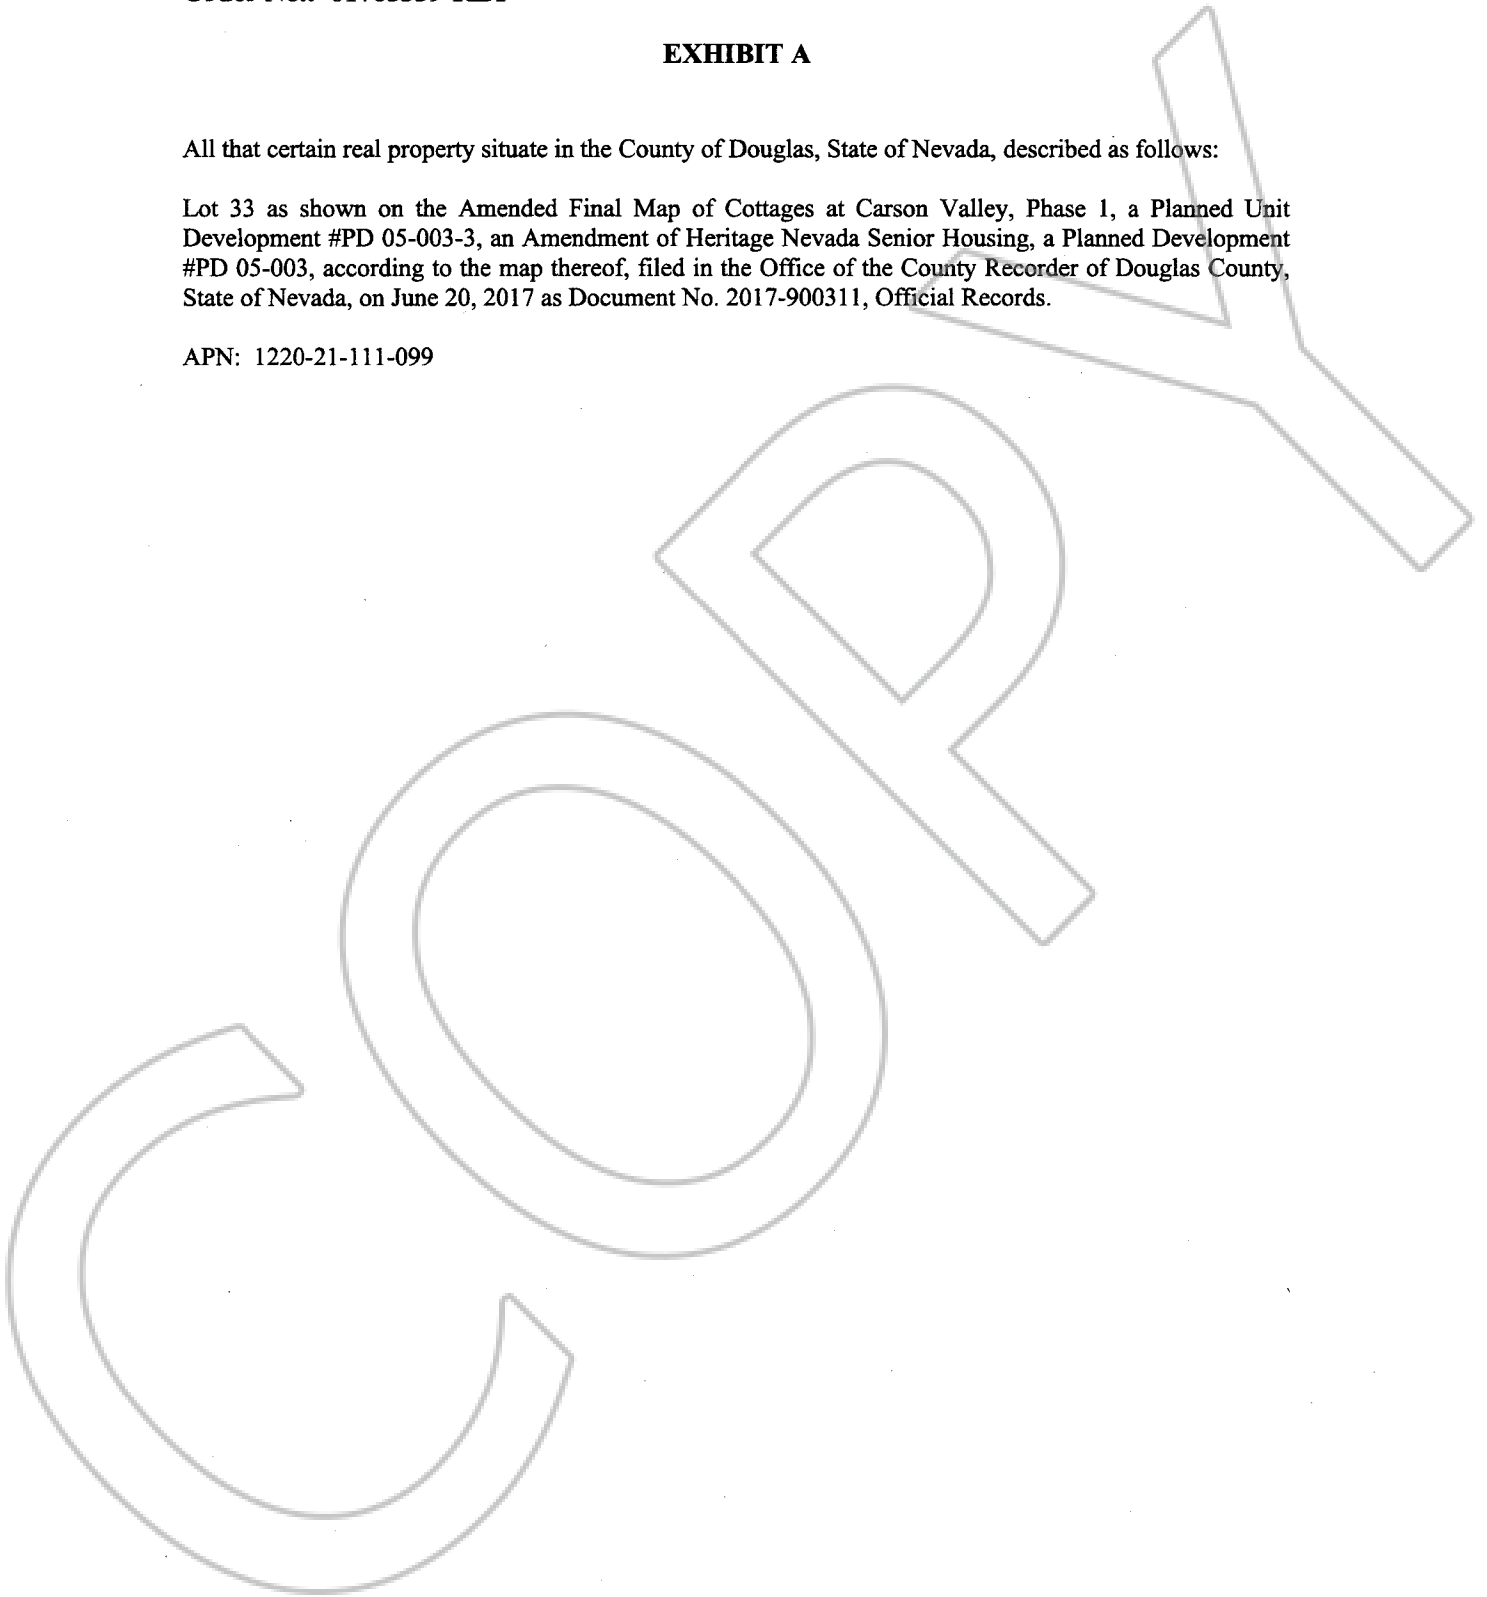 EXHIBIT A
All that certain real property situate in the County of Douglas, State of Nevada, described as follows:
Lot 33 as shown on the Amended Final Map of Cottages at Carson Valley, Phase 1, a Planned Unit
Development #PD 05-003-3, an Amendment of Heritage Nevada Senior Housing, a Planned Development
#PD 05-003, according to the map thereof, filed in the Office of the County Recorder of Douglas County,
State of Nevada, on June 20, 2017 as Document No. 2017-900311, Official Records.
APN: 1220-21-111-099
COPY